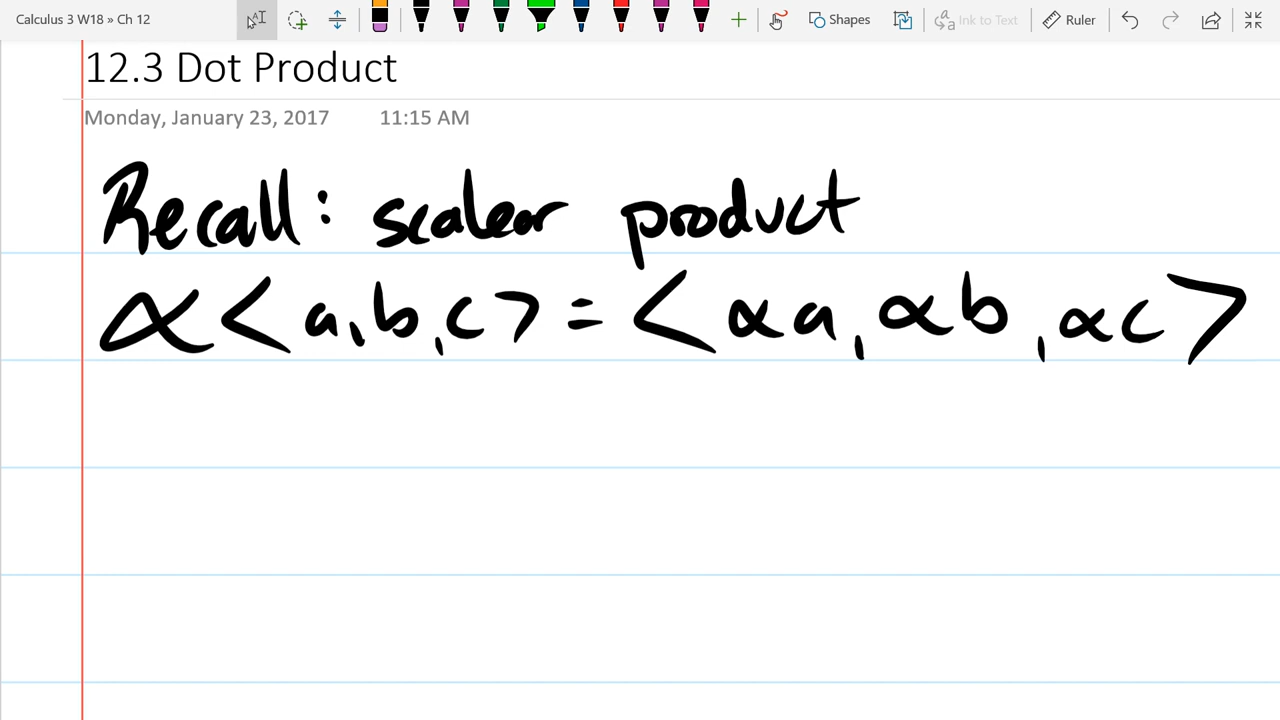 Calculus 3 W18 » Ch 12
Shapes
Ink to Text
Ruler
12.3 Dot Product
Monday, January 23, 2017 11:15 AM
Recall: scalear product
α<a,b,c> = <αa, αb, αc>